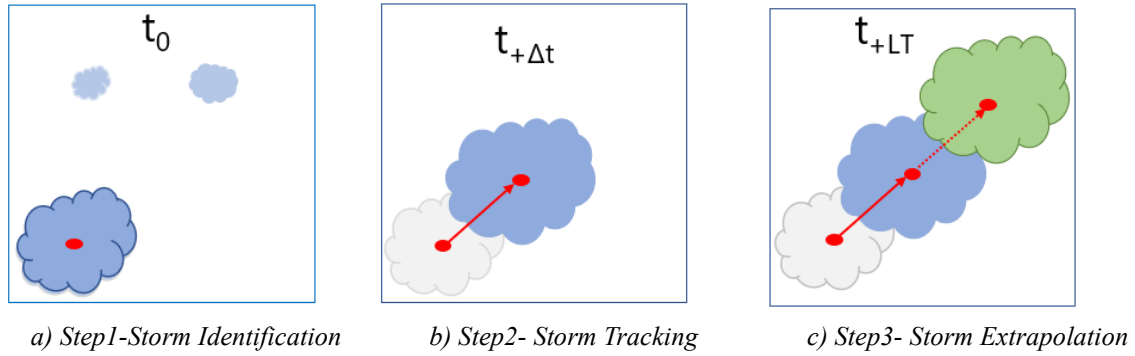 t0
t+Δt
t+LT
a) Step1-Storm Identification
b) Step2- Storm Tracking
c) Step3- Storm Extrapolation